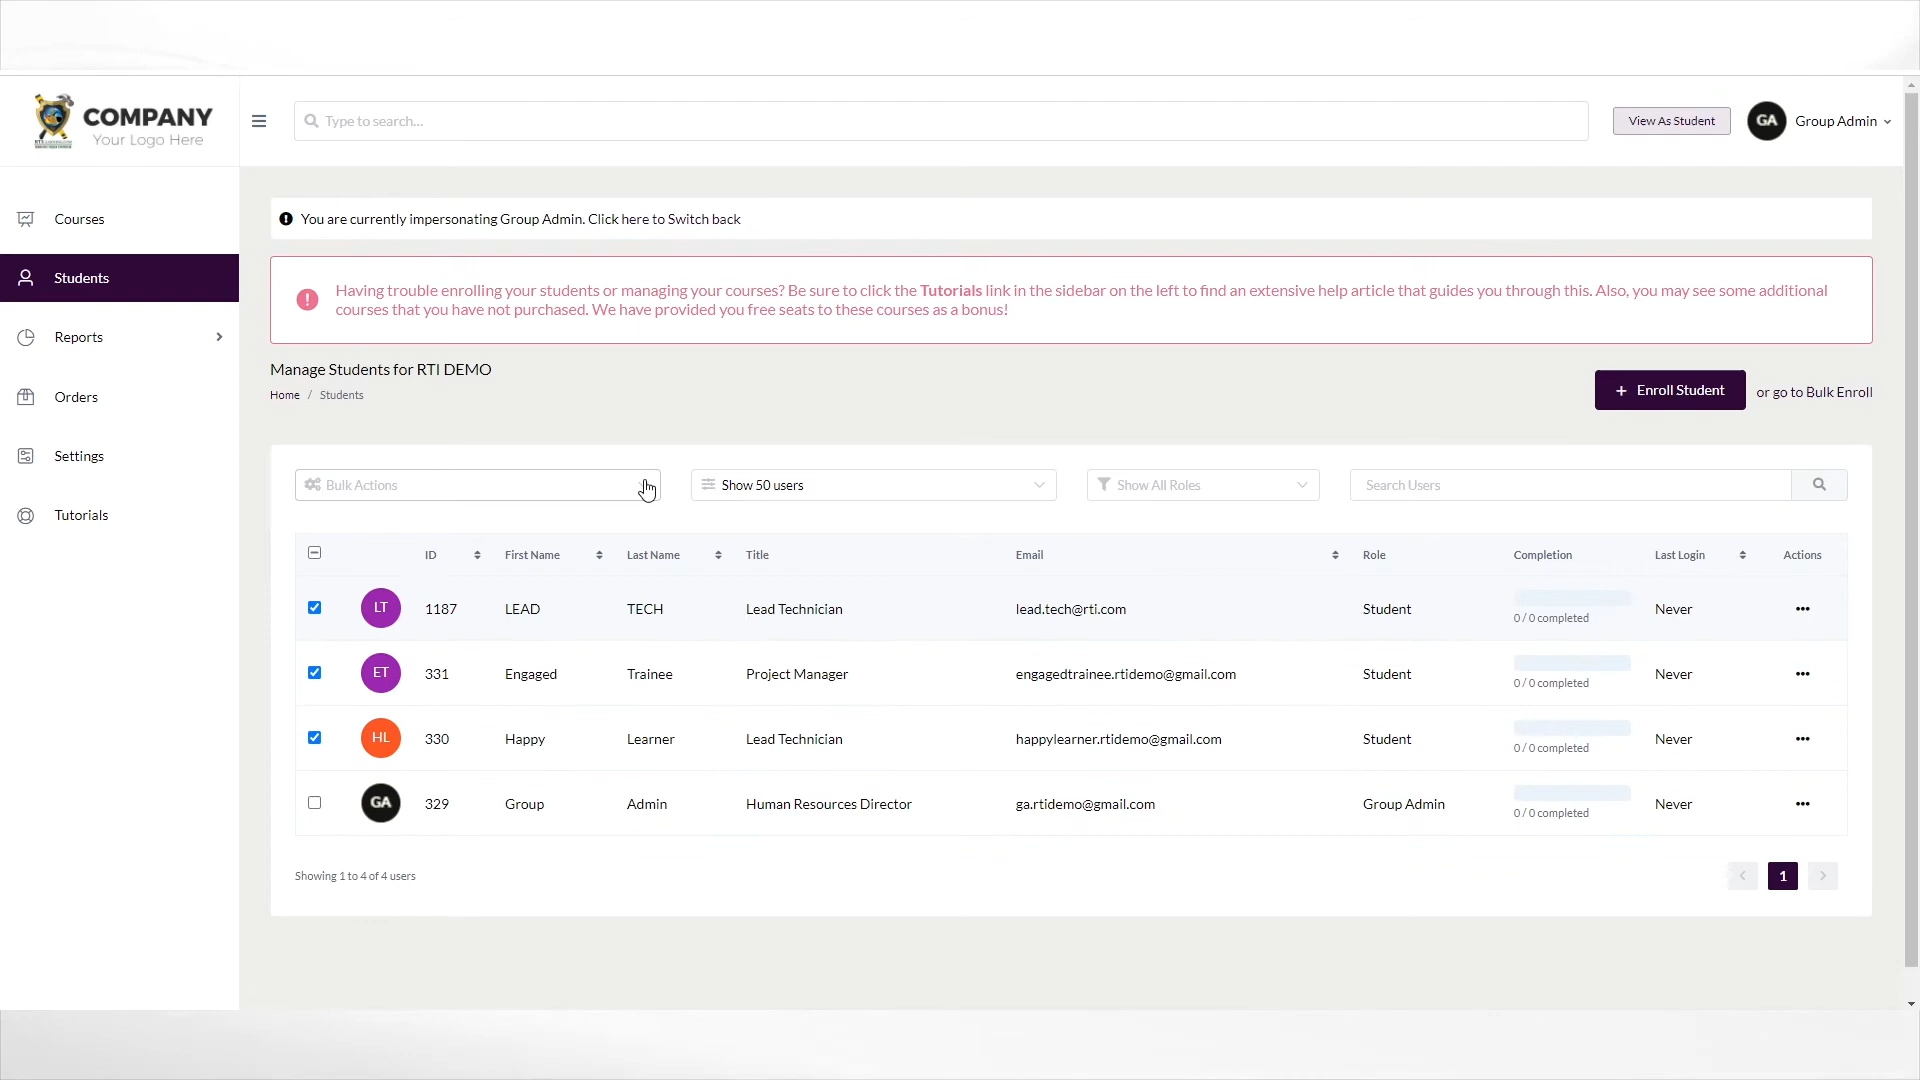 COMPANY
Your Logo Here
Type to search...
View As Student
GA
Group Admin
Courses
Students
Reports
Orders
Settings
Tutorials
You are currently impersonating Group Admin. Click here to Switch back
Having trouble enrolling your students or managing your courses? Be sure to click the Tutorials link in the sidebar on the left to find an extensive help article that guides you through this. Also, you may see some additional
courses that you have not purchased. We have provided you free seats to these courses as a bonus!
Manage Students for RTI DEMO
Home / Students
+ Enroll Student
or go to Bulk Enroll
Bulk Actions
Show 50 users
Show All Roles
Search Users
ID First Name Last Name Title Email Role Completion Last Login Actions
LT 1187 LEAD TECH Lead Technician lead.tech@rti.com Student 0 / 0 completed Never
ET 331 Engaged Trainee Project Manager engagedtrainee.rtidemo@gmail.com Student 0 / 0 completed Never
HL 330 Happy Learner Lead Technician happylearner.rtidemo@gmail.com Student 0 / 0 completed Never
GA 329 Group Admin Human Resources Director ga.rtidemo@gmail.com Group Admin 0 / 0 completed Never
Showing 1 to 4 of 4 users
1